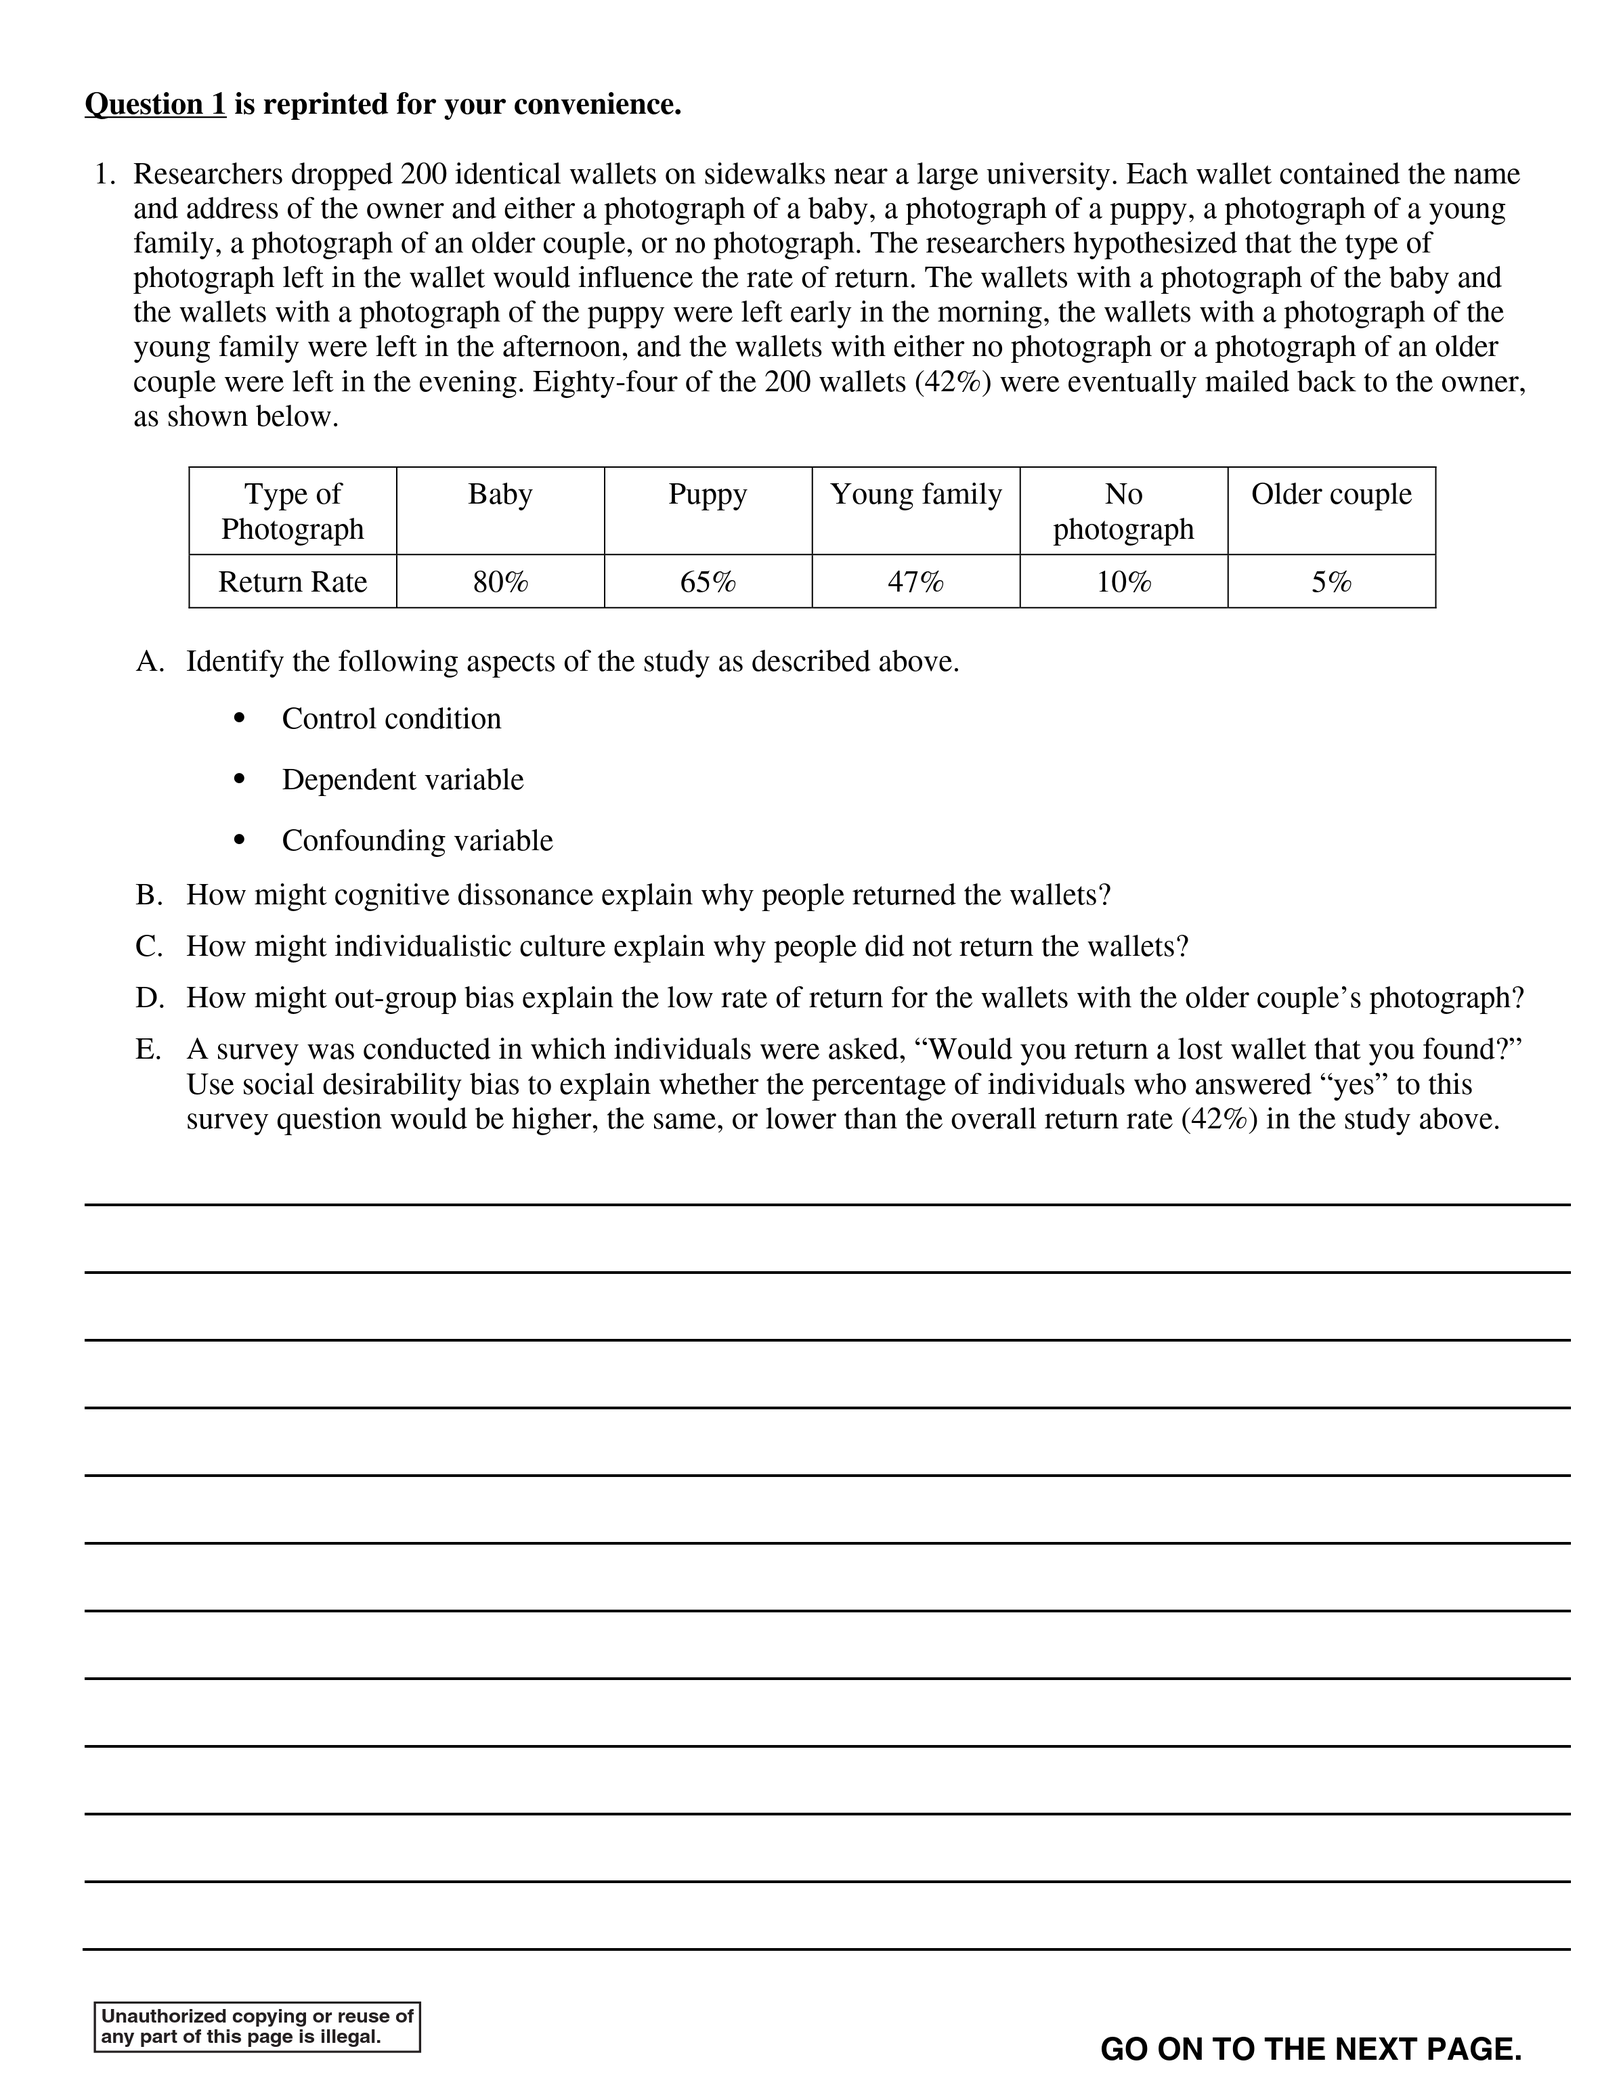 Question 1 is reprinted for your convenience.
1. Researchers dropped 200 identical wallets on sidewalks near a large university. Each wallet contained the name
and address of the owner and either a photograph of a baby, a photograph of a puppy, a photograph of a young
family, a photograph of an older couple, or no photograph. The researchers hypothesized that the type of
photograph left in the wallet would influence the rate of return. The wallets with a photograph of the baby and
the wallets with a photograph of the puppy were left early in the morning, the wallets with a photograph of the
young family were left in the afternoon, and the wallets with either no photograph or a photograph of an older
couple were left in the evening. Eighty-four of the 200 wallets (42%) were eventually mailed back to the owner,
as shown below.
Type of Photograph Baby Puppy Young family No photograph Older couple
Return Rate 80% 65% 47% 10% 5%
A. Identify the following aspects of the study as described above.
• Control condition
• Dependent variable
• Confounding variable
B. How might cognitive dissonance explain why people returned the wallets?
C. How might individualistic culture explain why people did not return the wallets?
D. How might out-group bias explain the low rate of return for the wallets with the older couple’s photograph?
E. A survey was conducted in which individuals were asked, “Would you return a lost wallet that you found?”
Use social desirability bias to explain whether the percentage of individuals who answered “yes” to this
survey question would be higher, the same, or lower than the overall return rate (42%) in the study above.
Unauthorized copying or reuse of
any part of this page is illegal.
GO ON TO THE NEXT PAGE.